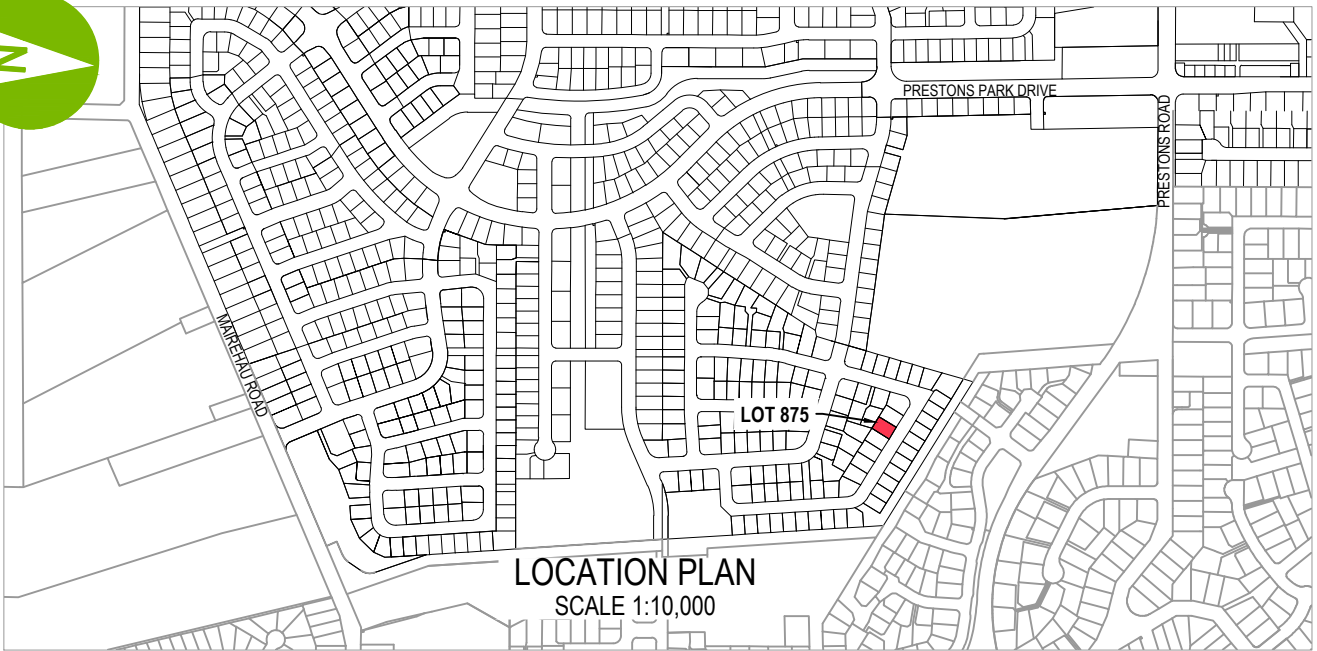 N
PRESTONS PARK DRIVE
PRESTONS ROAD
MAIREHAU ROAD
LOT 875
LOCATION PLAN
SCALE 1:10,000